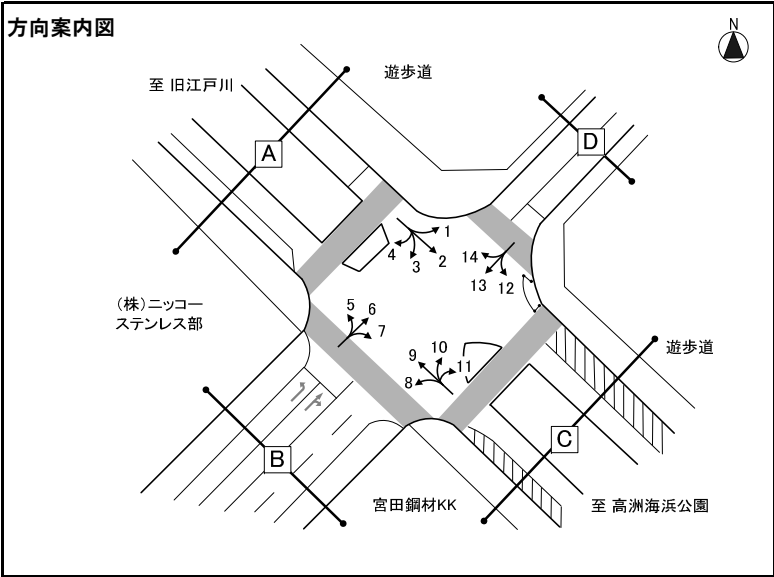 方向案内図
N
至 旧江戸川
遊歩道
A
D
1
2
3
4
14
13
12
(株)ニッコー
ステンレス部
5
6
7
9
10
11
8
遊歩道
B
C
宮田鋼材KK
至 高洲海浜公園